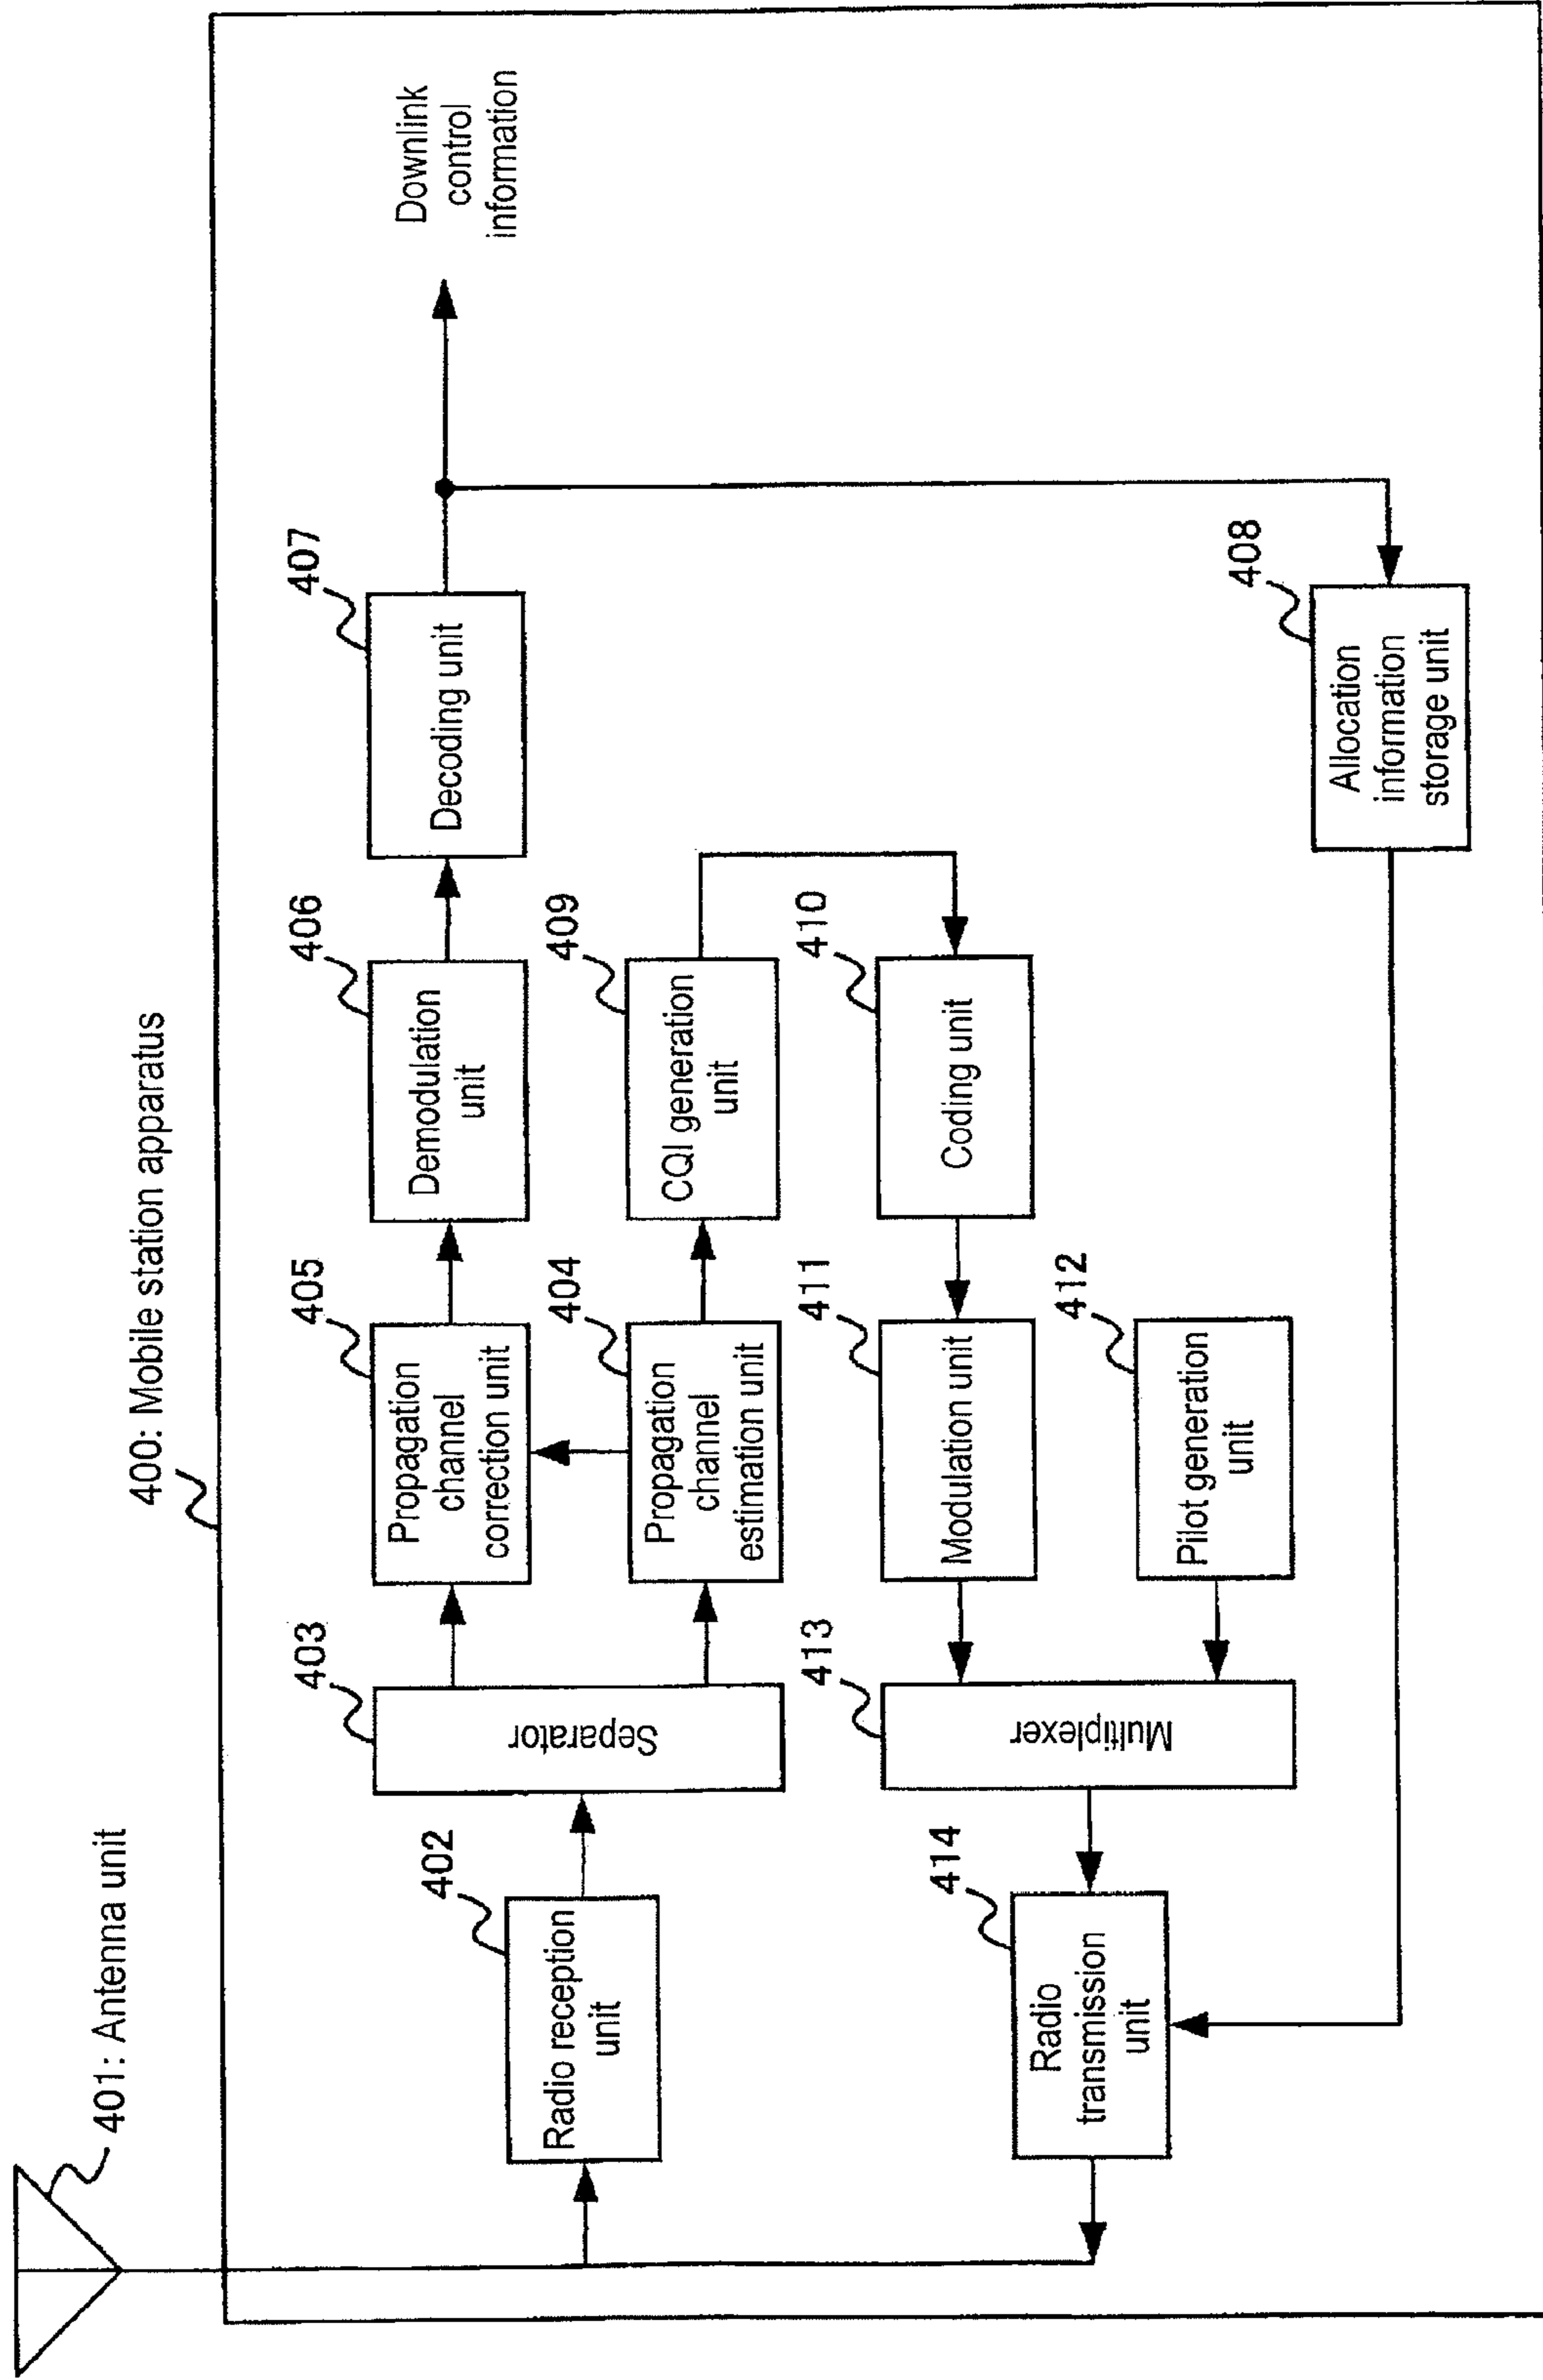 401: Antenna unit
400: Mobile station apparatus
402
Radio reception
unit
403
Separator
405
Propagation
channel
correction unit
404
Propagation
channel
estimation unit
406
Demodulation
unit
407
Decoding unit
Downlink
control
information
409
CQI generation
unit
410
Coding unit
411
Modulation unit
412
Pilot generation
unit
413
Multiplexer
414
Radio
transmission
unit
408
Allocation
information
storage unit